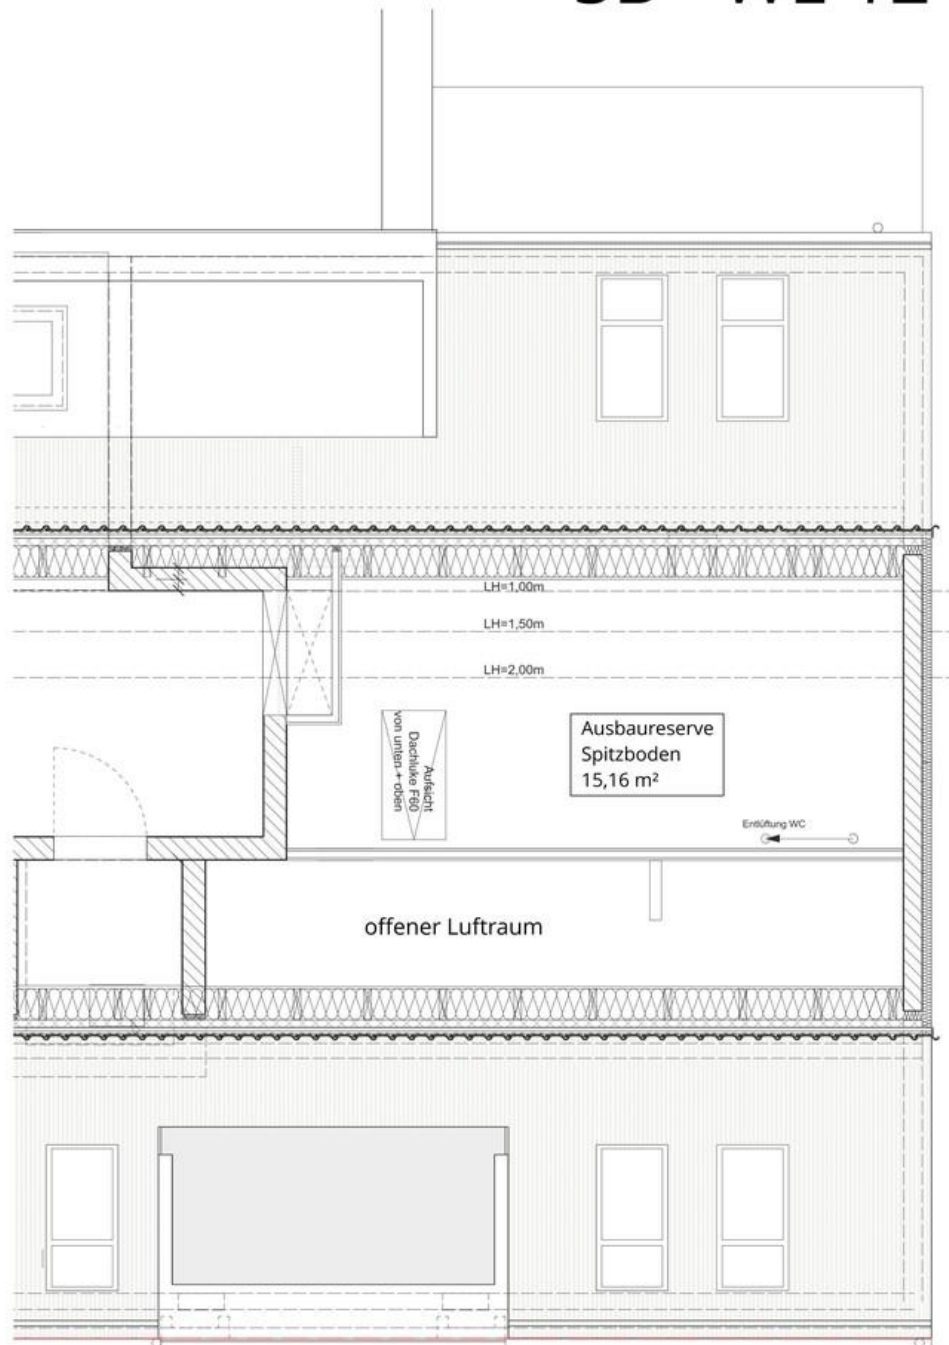 LH=1,00m
LH=1,50m
LH=2,00m
Aufsicht
Dachluke F60
von unten + oben
Ausbaureserve
Spitzboden
15,16 m²
Entlüftung WC
offener Luftraum